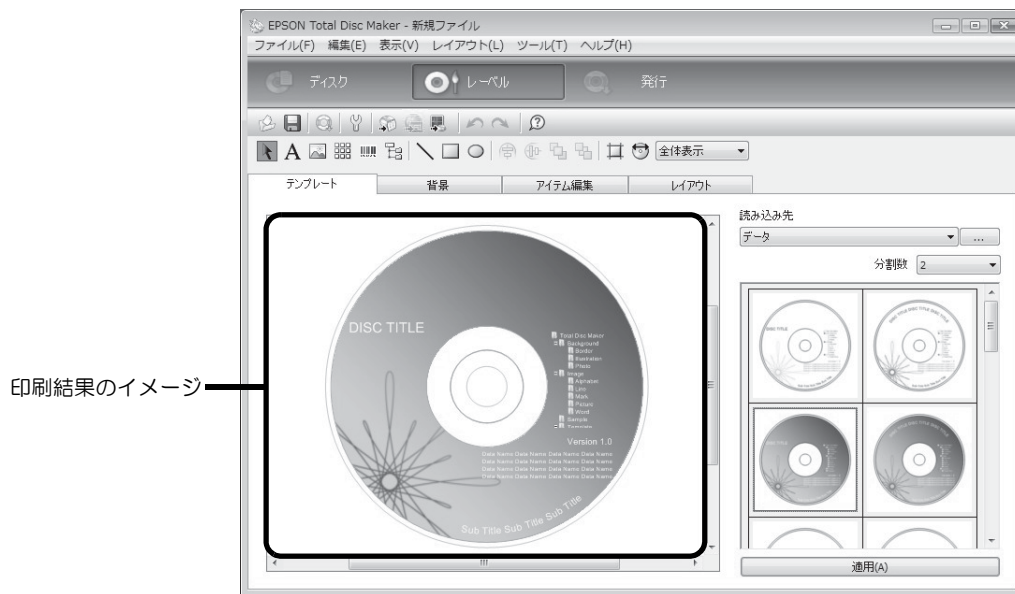 EPSON Total Disc Maker - 新規ファイル
ファイル(F) 編集(E) 表示(V) レイアウト(L) ツール(T) ヘルプ(H)
ディスク レーベル 発行
全体表示
テンプレート 背景 アイテム編集 レイアウト
読み込み先
データ ...
分割数 2
印刷結果のイメージ
DISC TITLE
Total Disc Maker
Background
Border
Illustration
Photo
Image
Alphabet
Line
Mark
Picture
Word
Sample
Template
Version 1.0
Data Name Data Name Data Name Data Name
Data Name Data Name Data Name Data Name
Data Name Data Name Data Name Data Name
Data Name Data Name Data Name Data Name
Sub Title Sub Title Sub Title
適用(A)